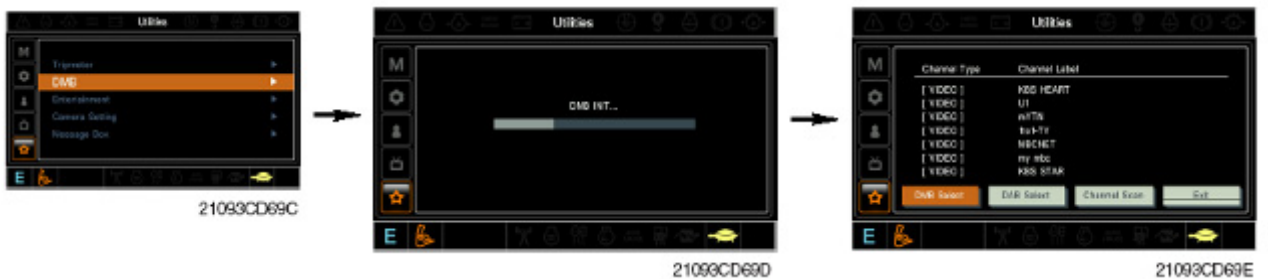 Utilities
M
Tripmeter
DMB
Entertainment
Camera Setting
Message Box
E
21093CD69C
Utilities
M
DMB INIT...
E
21093CD69D
Utilities
M
Channel Type Channel Label
[ VIDEO ] KBS HEART
[ VIDEO ] U1
[ VIDEO ] mYTN
[ VIDEO ]
[ VIDEO ] MBCNET
[ VIDEO ] my mbc
[ VIDEO ] KBS STAR
DMB Select DAB Select Channel Scan Exit
E
21093CD69E